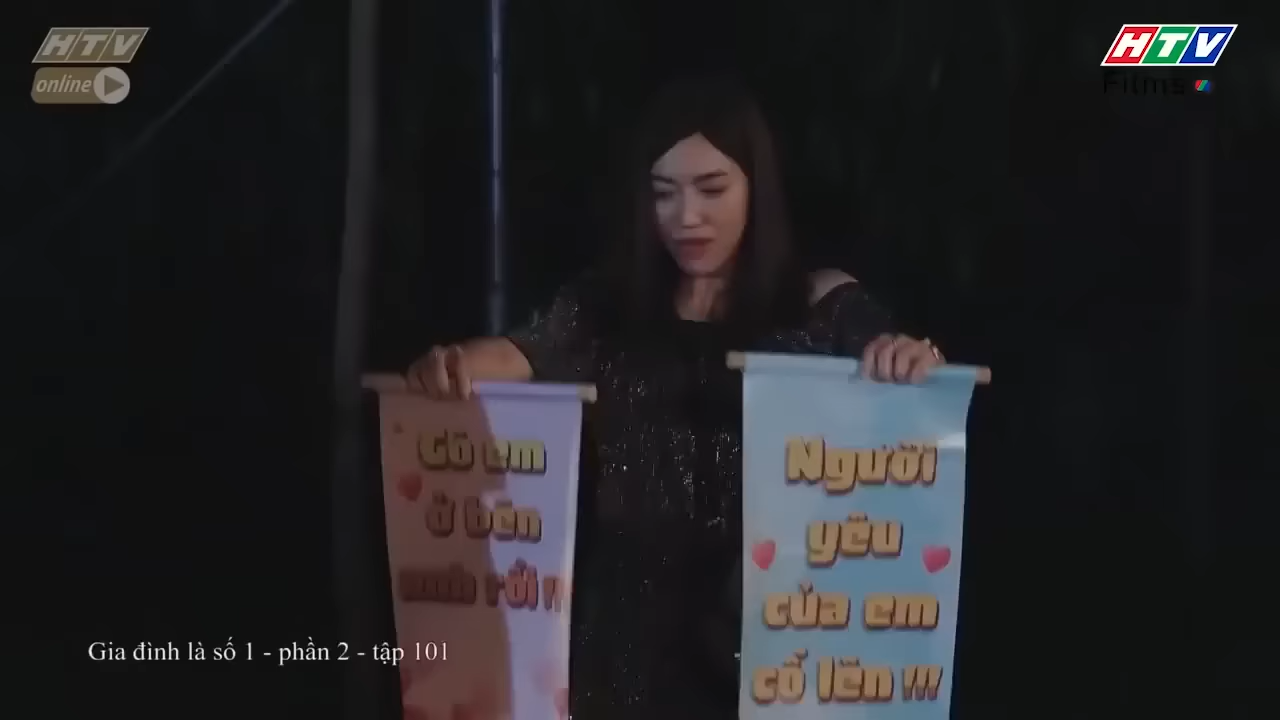 HTV
online
HTV
Films
Có em
ở bên
anh rồi !!!
Người
yêu
của em
cố lên !!!
Gia đình là số 1 - phần 2 - tập 101